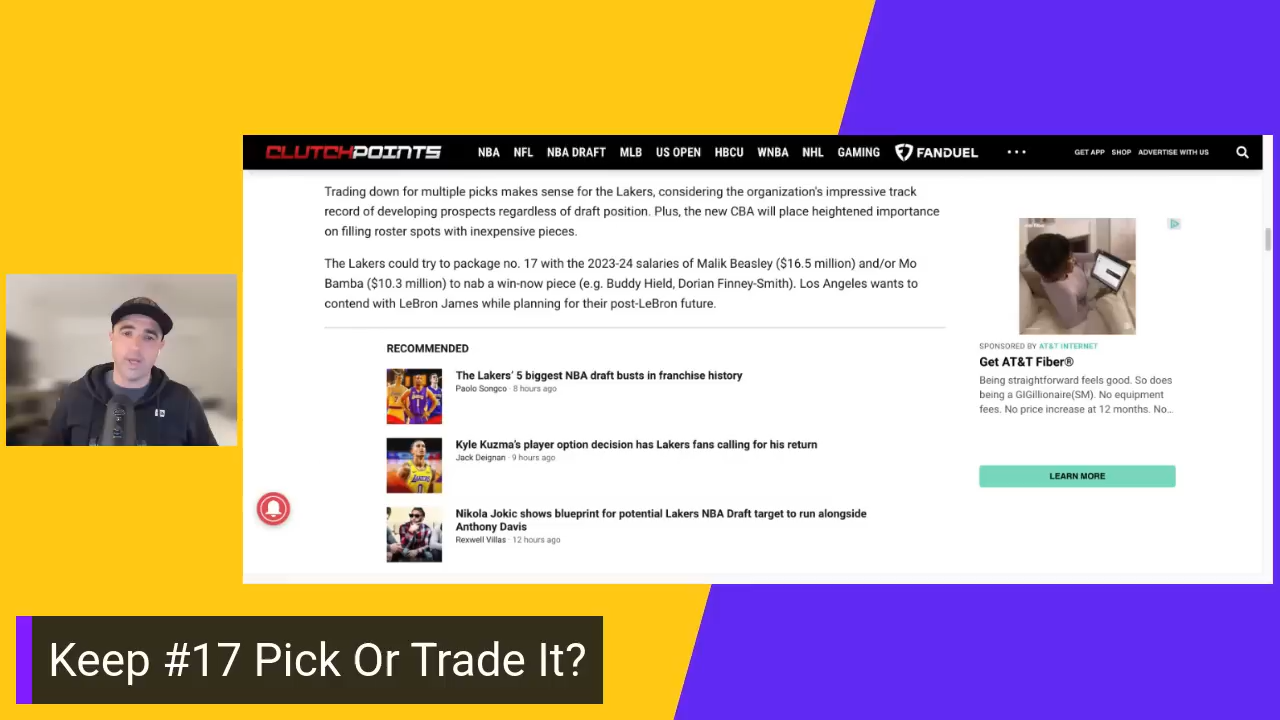 CLUTCHPOINTS NBA NFL NBA DRAFT MLB US OPEN HBCU WNBA NHL GAMING FANDUEL ••• GET APP SHOP ADVERTISE WITH US
Trading down for multiple picks makes sense for the Lakers, considering the organization's impressive track
record of developing prospects regardless of draft position. Plus, the new CBA will place heightened importance
on filling roster spots with inexpensive pieces.
The Lakers could try to package no. 17 with the 2023-24 salaries of Malik Beasley ($16.5 million) and/or Mo
Bamba ($10.3 million) to nab a win-now piece (e.g. Buddy Hield, Dorian Finney-Smith). Los Angeles wants to
contend with LeBron James while planning for their post-LeBron future.
RECOMMENDED
The Lakers' 5 biggest NBA draft busts in franchise history
Paolo Songco · 8 hours ago
Kyle Kuzma's player option decision has Lakers fans calling for his return
Jack Deignan · 9 hours ago
Nikola Jokic shows blueprint for potential Lakers NBA Draft target to run alongside
Anthony Davis
Rexwell Villas · 12 hours ago
SPONSORED BY AT&T INTERNET
Get AT&T Fiber®
Being straightforward feels good. So does
being a GIGillionaire(SM). No equipment
fees. No price increase at 12 months. No...
LEARN MORE
Keep #17 Pick Or Trade It?